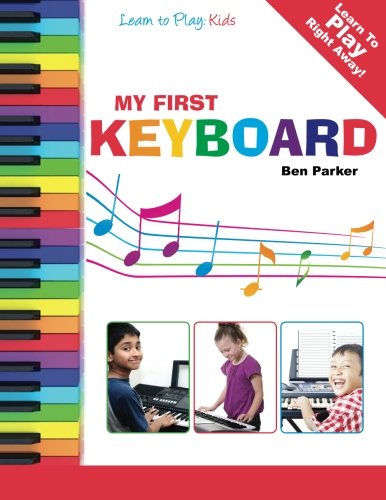 Learn to Play: Kids
Learn To
Play
Right Away!
MY FIRST
KEYBOARD
Ben Parker